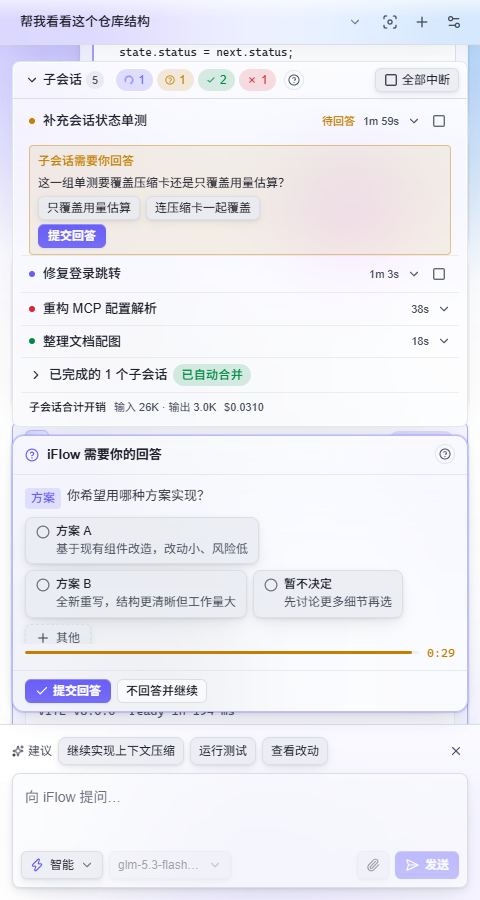 帮我看看这个仓库结构
state.status = next.status;
子会话 5 1 1 2 1 全部中断
补充会话状态单测 待回答 1m 59s
子会话需要你回答
这一组单测要覆盖压缩卡还是只覆盖用量估算？
只覆盖用量估算 连压缩卡一起覆盖
提交回答
修复登录跳转 1m 3s
重构 MCP 配置解析 38s
整理文档配图 18s
已完成的 1 个子会话 已自动合并
子会话合计开销 输入 26K · 输出 3.0K $0.0310
iFlow 需要你的回答
方案 你希望用哪种方案实现？
方案 A
基于现有组件改造，改动小、风险低
方案 B
全新重写，结构更清晰但工作量大
暂不决定
先讨论更多细节再选
其他
0:29
提交回答 不回答并继续
建议 继续实现上下文压缩 运行测试 查看改动
向 iFlow 提问…
智能 glm-5.3-flash… 发送